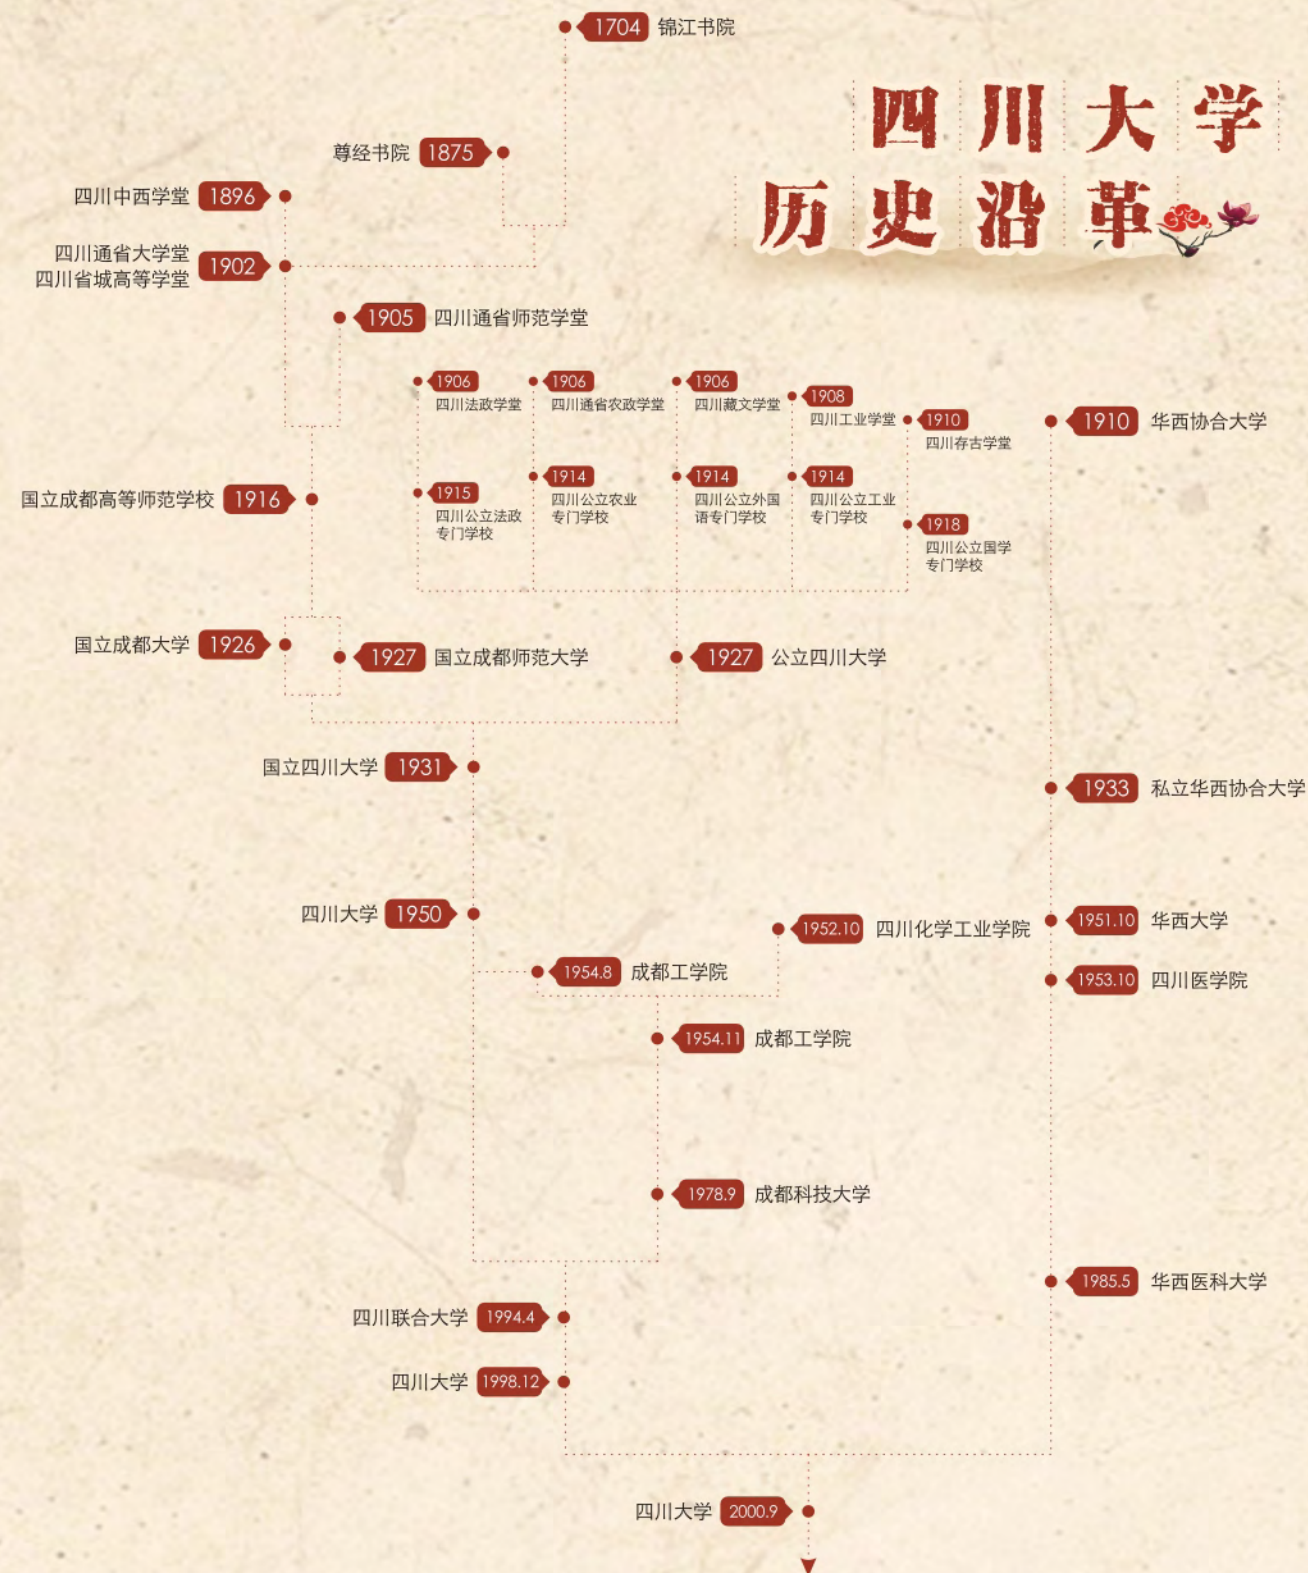 1704 锦江书院
四川大学
历史沿革
尊经书院 1875
四川中西学堂 1896
四川通省大学堂
四川省城高等学堂
1902
1905 四川通省师范学堂
1906
四川法政学堂
1906
四川通省农政学堂
1906
四川藏文学堂
1908
四川工业学堂
1910
四川存古学堂
1910 华西协合大学
国立成都高等师范学校 1916
1915
四川公立法政
专门学校
1914
四川公立农业
专门学校
1914
四川公立外国
语专门学校
1914
四川公立工业
专门学校
1918
四川公立国学
专门学校
国立成都大学 1926
1927 国立成都师范大学
1927 公立四川大学
国立四川大学 1931
1933 私立华西协合大学
四川大学 1950
1952.10 四川化学工业学院
1951.10 华西大学
1954.8 成都工学院
1953.10 四川医学院
1954.11 成都工学院
1978.9 成都科技大学
1985.5 华西医科大学
四川联合大学 1994.4
四川大学 1998.12
四川大学 2000.9